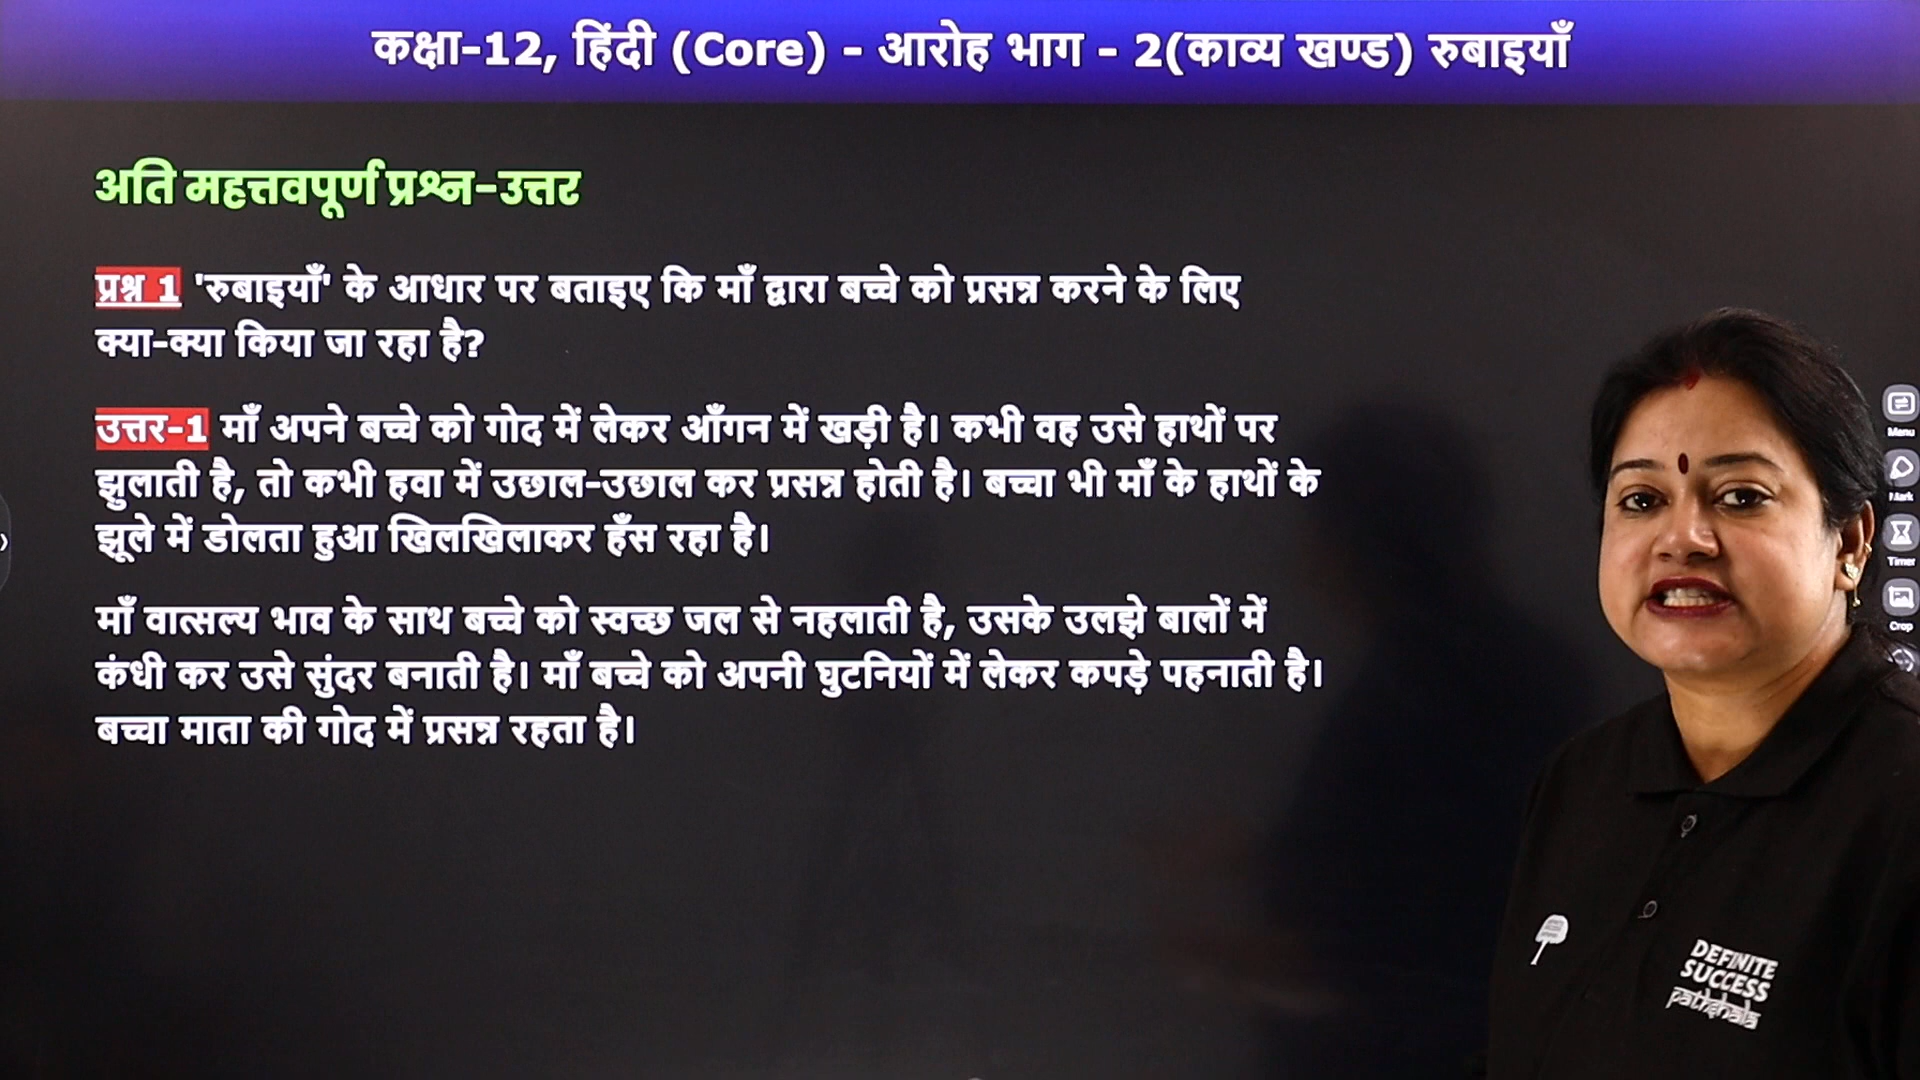 कक्षा-12, हिंदी (Core) - आरोह भाग - 2(काव्य खण्ड) रुबाइयाँ
अति महत्तवपूर्ण प्रश्न-उत्तर
प्रश्न 1 'रुबाइयाँ' के आधार पर बताइए कि माँ द्वारा बच्चे को प्रसन्न करने के लिए
क्या-क्या किया जा रहा है?
उत्तर-1 माँ अपने बच्चे को गोद में लेकर आँगन में खड़ी है। कभी वह उसे हाथों पर
झुलाती है, तो कभी हवा में उछाल-उछाल कर प्रसन्न होती है। बच्चा भी माँ के हाथों के
झूले में डोलता हुआ खिलखिलाकर हँस रहा है।
माँ वात्सल्य भाव के साथ बच्चे को स्वच्छ जल से नहलाती है, उसके उलझे बालों में
कंधी कर उसे सुंदर बनाती है। माँ बच्चे को अपनी घुटनियों में लेकर कपड़े पहनाती है।
बच्चा माता की गोद में प्रसन्न रहता है।
Menu
Mark
Timer
Crop
DEFINITE
SUCCESS
pathshala